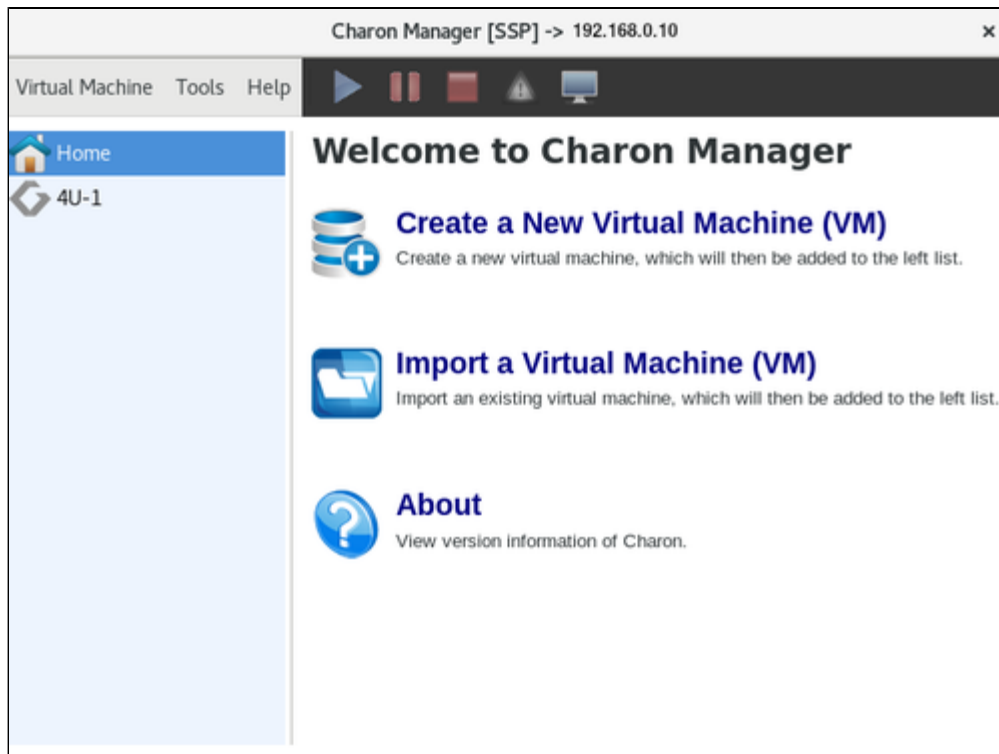 Charon Manager [SSP] -> 192.168.0.10
Virtual Machine Tools Help
Home
4U-1
Welcome to Charon Manager
Create a New Virtual Machine (VM)
Create a new virtual machine, which will then be added to the left list.
Import a Virtual Machine (VM)
Import an existing virtual machine, which will then be added to the left list.
About
View version information of Charon.